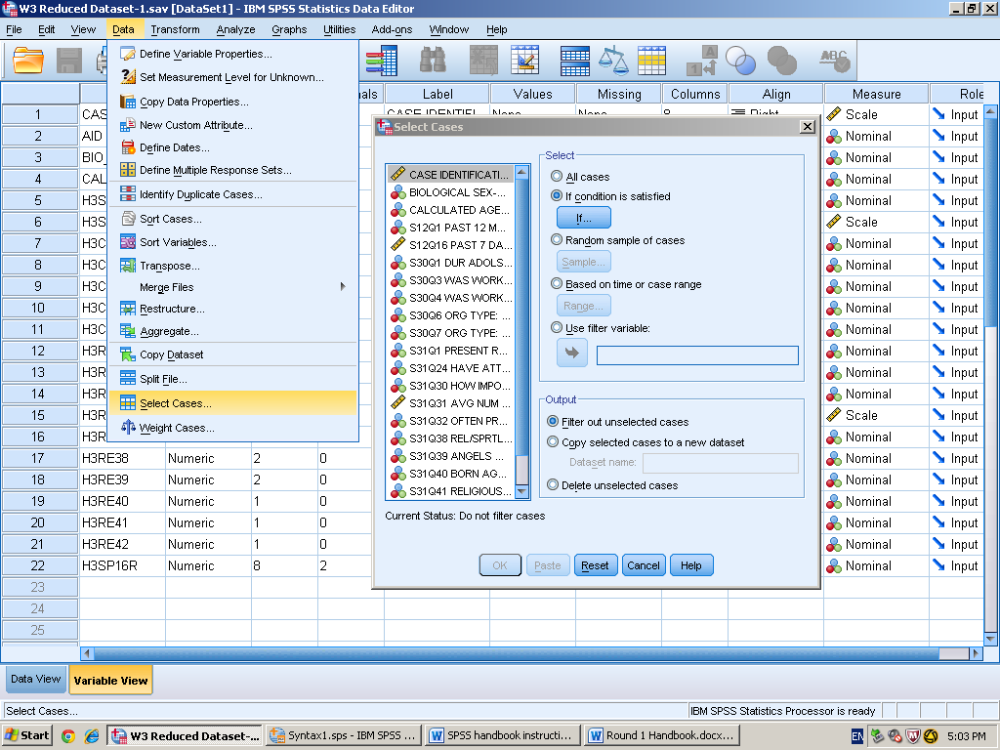 W3 Reduced Dataset-1.sav [DataSet1] - IBM SPSS Statistics Data Editor
File Edit View Data Transform Analyze Graphs Utilities Add-ons Window Help
Define Variable Properties...
Set Measurement Level for Unknown...
Copy Data Properties...
New Custom Attribute...
Define Dates...
Define Multiple Response Sets...
Identify Duplicate Cases...
Sort Cases...
Sort Variables...
Transpose...
Merge Files
Restructure...
Aggregate...
Copy Dataset
Split File...
Select Cases...
Weight Cases...
Label Values Missing Columns Align Measure Role
1 CAS Right Scale Input
2 AID Nominal Input
3 BIO_ Nominal Input
4 CAL Nominal Input
5 H3S Nominal Input
6 H3S Scale Input
7 H3C Nominal Input
8 H3C Nominal Input
9 H3C Nominal Input
10 H3C Nominal Input
11 H3C Nominal Input
12 H3R Nominal Input
13 H3R Nominal Input
14 H3R Nominal Input
15 H3R Scale Input
16 H3R Nominal Input
17 H3RE38 Numeric 2 0 Nominal Input
18 H3RE39 Numeric 2 0 Nominal Input
19 H3RE40 Numeric 1 0 Nominal Input
20 H3RE41 Numeric 1 0 Nominal Input
21 H3RE42 Numeric 1 0 Nominal Input
22 H3SP16R Numeric 8 2 Nominal Input
23
24
25
Select Cases
CASE IDENTIFICATI...
BIOLOGICAL SEX-...
CALCULATED AGE...
S12Q1 PAST 12 M...
S12Q16 PAST 7 DA...
S30Q1 DUR ADOLS...
S30Q3 WAS WORK...
S30Q4 WAS WORK...
S30Q6 ORG TYPE: ...
S30Q7 ORG TYPE: ...
S31Q1 PRESENT R...
S31Q24 HAVE ATT...
S31Q30 HOW IMPO...
S31Q31 AVG NUM ...
S31Q32 OFTEN PR...
S31Q38 REL/SPRTL...
S31Q39 ANGELS ...
S31Q40 BORN AG...
S31Q41 RELIGIOUS...
Select
All cases
If condition is satisfied
If...
Random sample of cases
Sample...
Based on time or case range
Range...
Use filter variable:
Output
Filter out unselected cases
Copy selected cases to a new dataset
Dataset name:
Delete unselected cases
Current Status: Do not filter cases
OK Paste Reset Cancel Help
Data View Variable View
Select Cases... IBM SPSS Statistics Processor is ready
Start W3 Reduced Dataset-... Syntax1.sps - IBM SPSS ... SPSS handbook instructi... Round 1 Handbook.docx... EN 5:03 PM